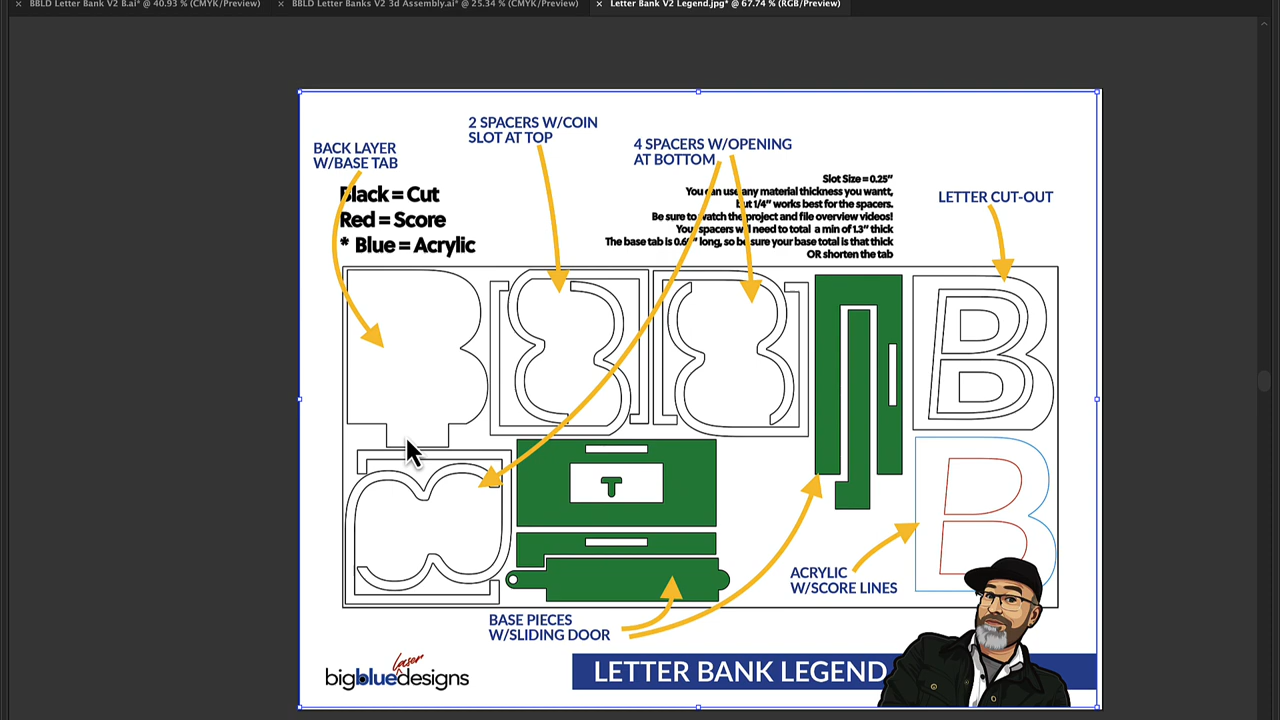 BBLD Letter Bank V2 B.ai* @ 40.93 % (CMYK/Preview)
BBLD Letter Banks V2 3d Assembly.ai* @ 25.34 % (CMYK/Preview)
Letter Bank V2 Legend.jpg* @ 67.74 % (RGB/Preview)
BACK LAYER
W/BASE TAB
2 SPACERS W/COIN
SLOT AT TOP
4 SPACERS W/OPENING
AT BOTTOM
LETTER CUT-OUT
Black = Cut
Red = Score
* Blue = Acrylic
Slot Size = 0.25"
You can use any material thickness you wantt,
but 1/4" works best for the spacers.
Be sure to watch the project and file overview videos!
Your spacers will need to total a min of 1.3" thick
The base tab is 0.69" long, so be sure your base total is that thick
OR shorten the tab
B
T
B
ACRYLIC
W/SCORE LINES
BASE PIECES
W/SLIDING DOOR
laser
bigbluedesigns
LETTER BANK LEGEND